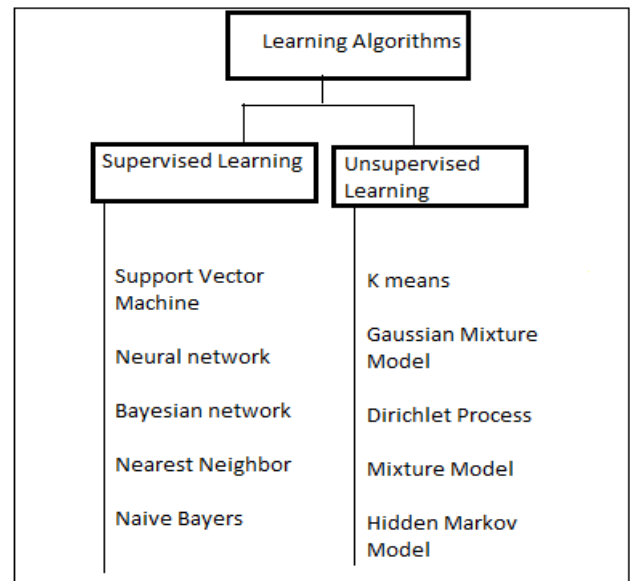 Learning Algorithms
Supervised Learning
Unsupervised
Learning
Support Vector
Machine
Neural network
Bayesian network
Nearest Neighbor
Naive Bayers
K means
Gaussian Mixture
Model
Dirichlet Process
Mixture Model
Hidden Markov
Model